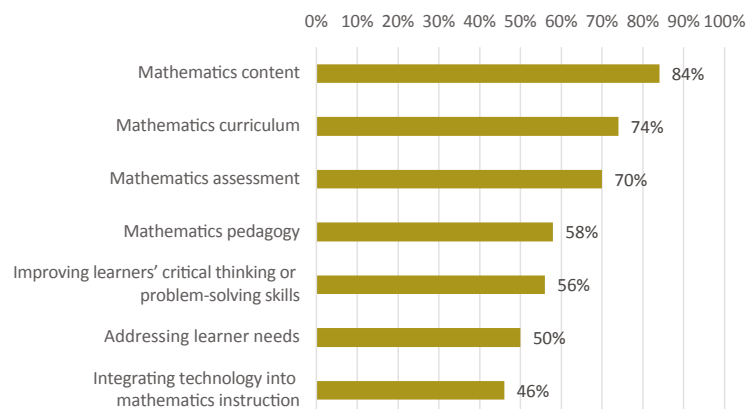 0% 10% 20% 30% 40% 50% 60% 70% 80% 90% 100%
Mathematics content 84%
Mathematics curriculum 74%
Mathematics assessment 70%
Mathematics pedagogy 58%
Improving learners’ critical thinking or
problem-solving skills 56%
Addressing learner needs 50%
Integrating technology into
mathematics instruction 46%